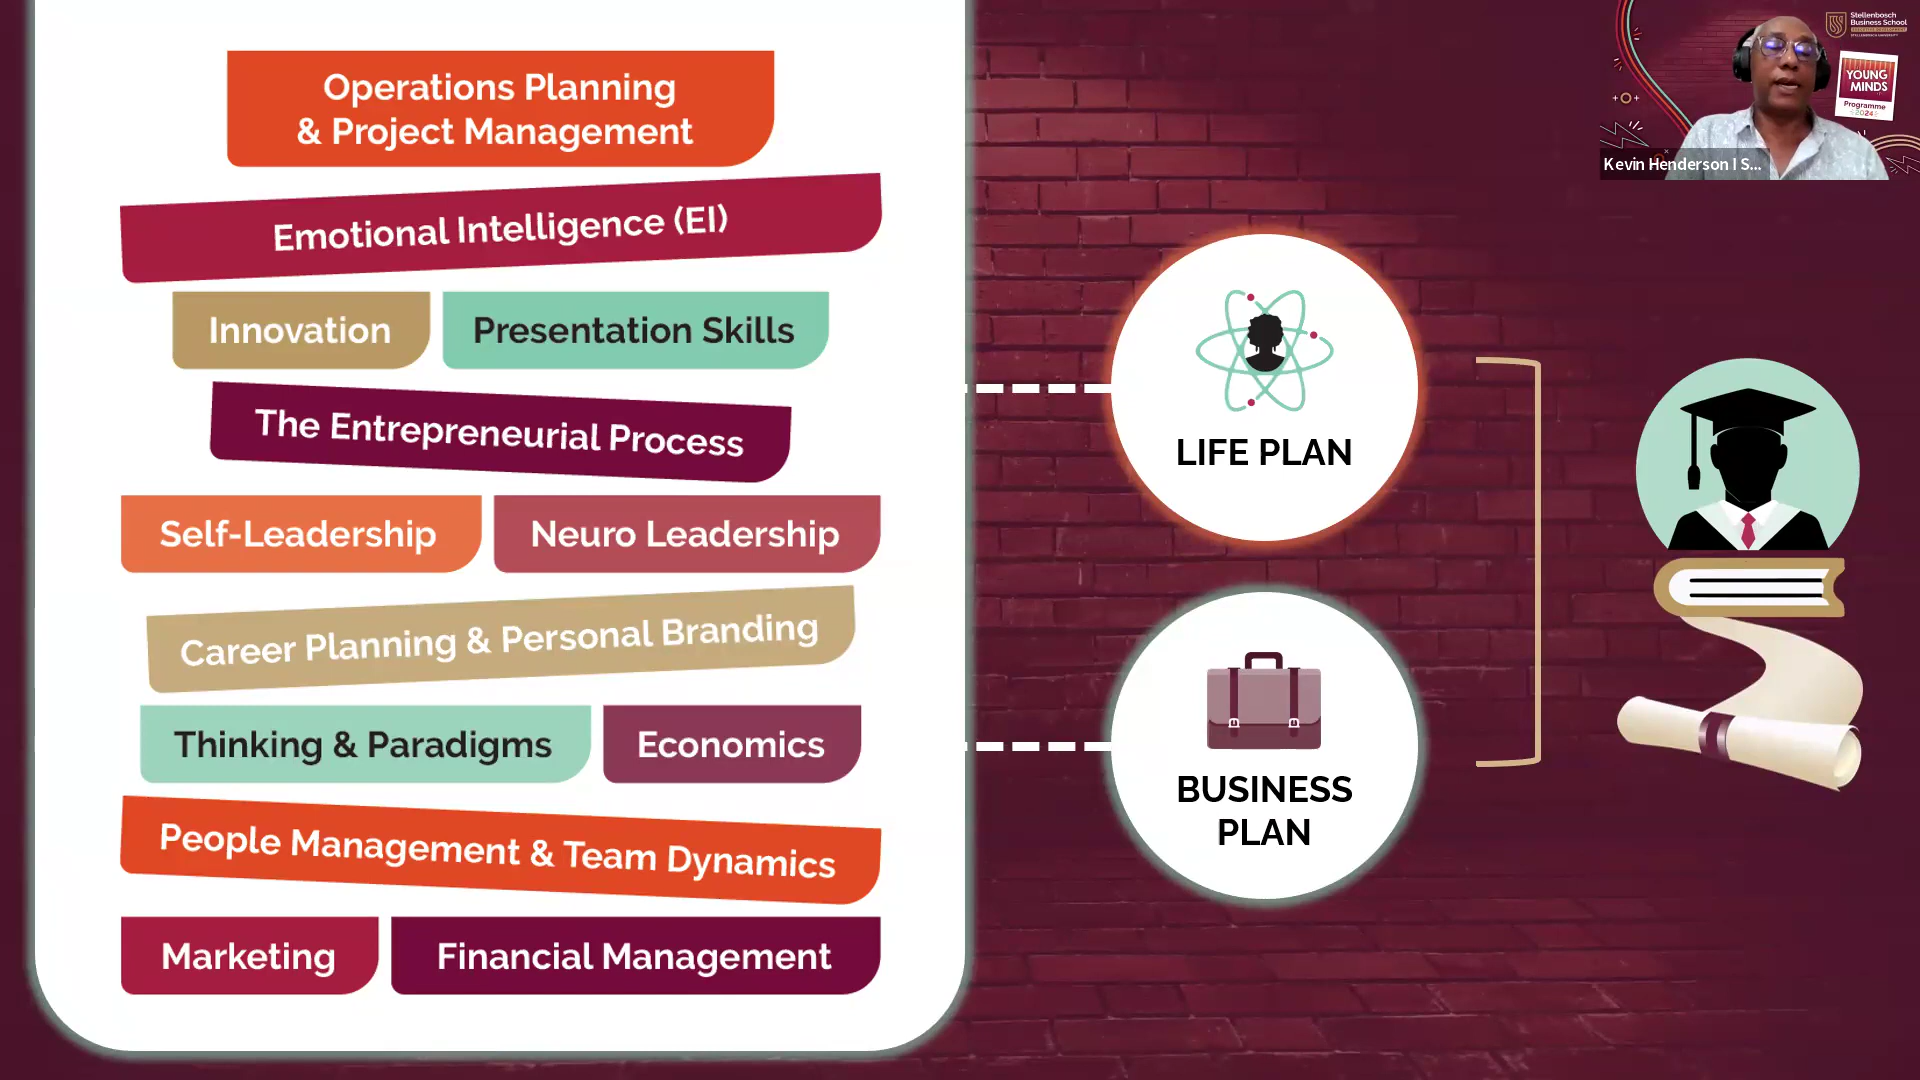 Operations Planning
& Project Management
Emotional Intelligence (EI)
Innovation
Presentation Skills
The Entrepreneurial Process
Self-Leadership
Neuro Leadership
Career Planning & Personal Branding
Thinking & Paradigms
Economics
People Management & Team Dynamics
Marketing
Financial Management
LIFE PLAN
BUSINESS
PLAN
Stellenbosch
Business School
YOUNG
MINDS
Programme
2024
Kevin Henderson I S...